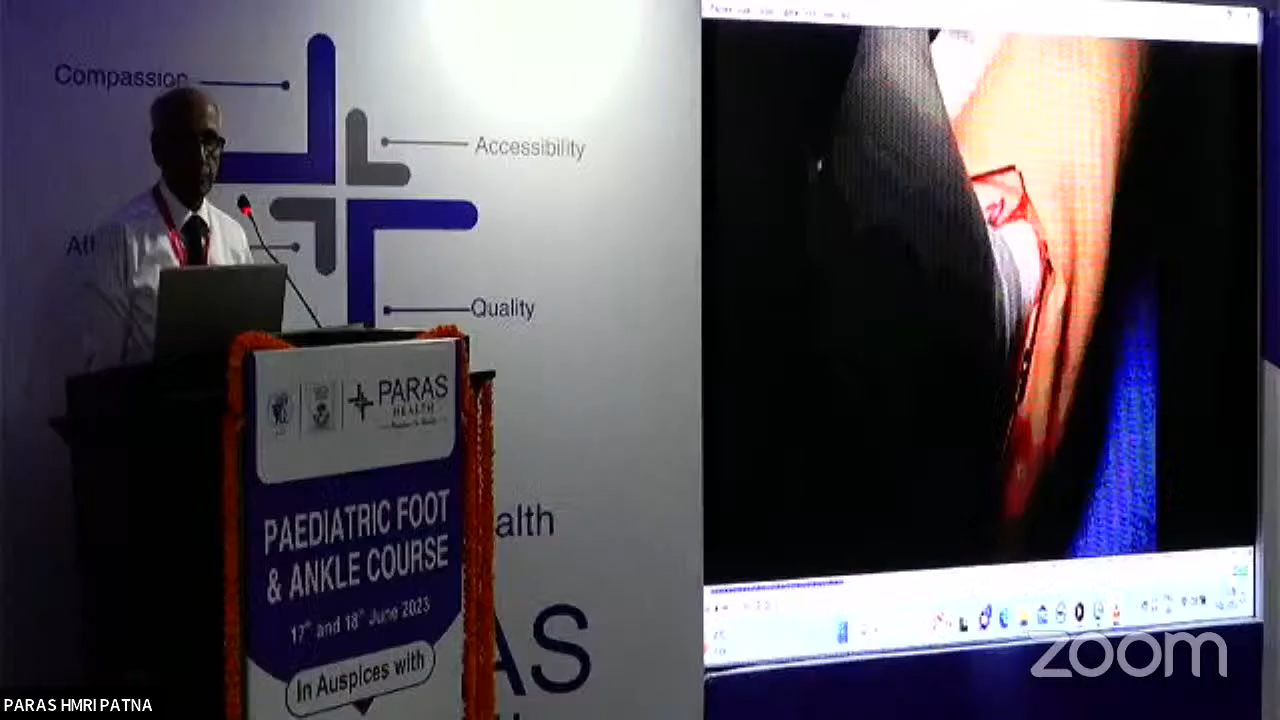 Compassion
Accessibility
Quality
PARAS
HEALTH
PAEDIATRIC FOOT
& ANKLE COURSE
17th and 18th June 2023
In Auspices with
alth
AS
zoom
PARAS HMRI PATNA